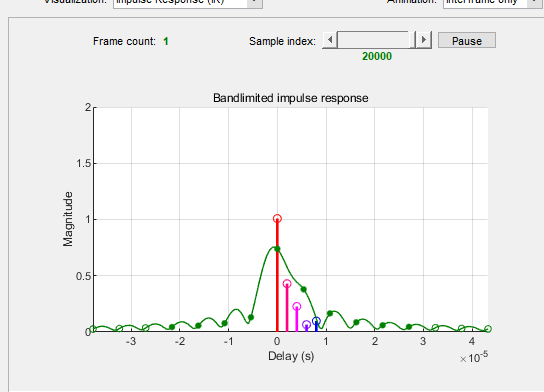 Visualization: Impulse Response (IR) Animation: Interframe only
Frame count: 1 Sample index: Pause
20000
Bandlimited impulse response
2
1.5
1
0.5
0
Magnitude
-3 -2 -1 0 1 2 3 4
Delay (s)
×10⁻⁵